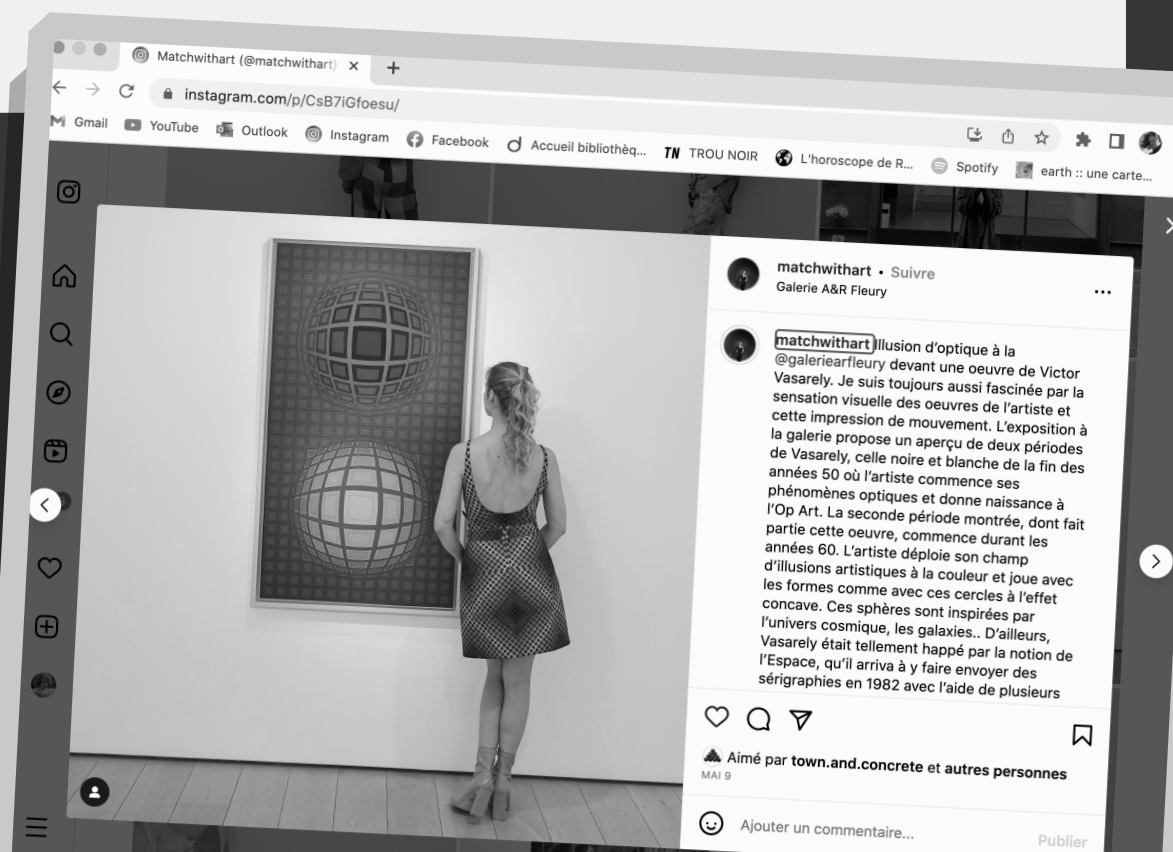 Matchwithart (@matchwithart)
instagram.com/p/CsB7iGfoesu/
Gmail YouTube Outlook Instagram Facebook Accueil bibliothèq... TN TROU NOIR L'horoscope de R... Spotify earth :: une carte...
matchwithart • Suivre
Galerie A&R Fleury
matchwithart Illusion d'optique à la
@galeriearfleury devant une oeuvre de Victor
Vasarely. Je suis toujours aussi fascinée par la
sensation visuelle des oeuvres de l'artiste et
cette impression de mouvement. L'exposition à
la galerie propose un aperçu de deux périodes
de Vasarely, celle noire et blanche de la fin des
années 50 où l'artiste commence ses
phénomènes optiques et donne naissance à
l'Op Art. La seconde période montrée, dont fait
partie cette oeuvre, commence durant les
années 60. L'artiste déploie son champ
d'illusions artistiques à la couleur et joue avec
les formes comme avec ces cercles à l'effet
concave. Ces sphères sont inspirées par
l'univers cosmique, les galaxies.. D'ailleurs,
Vasarely était tellement happé par la notion de
l'Espace, qu'il arriva à y faire envoyer des
sérigraphies en 1982 avec l'aide de plusieurs
Aimé par town.and.concrete et autres personnes
MAI 9
Ajouter un commentaire...
Publier